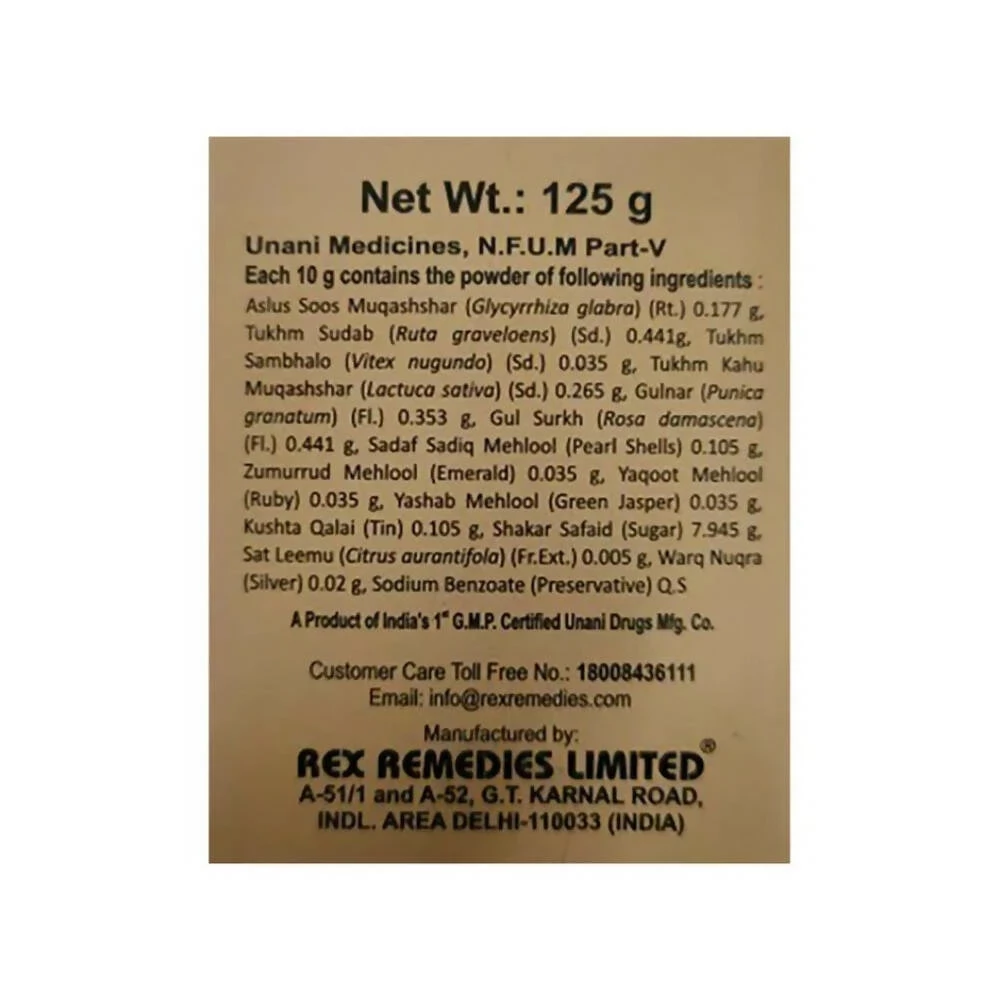 Net Wt.: 125 g
Unani Medicines, N.F.U.M Part-V
Each 10 g contains the powder of following ingredients :
Aslus Soos Muqashshar (Glycyrrhiza glabra) (Rt.) 0.177 g,
Tukhm Sudab (Ruta graveloens) (Sd.) 0.441g, Tukhm
Sambhalo (Vitex nugundo) (Sd.) 0.035 g, Tukhm Kahu
Muqashshar (Lactuca sativa) (Sd.) 0.265 g, Gulnar (Punica
granatum) (Fl.) 0.353 g, Gul Surkh (Rosa damascena)
(Fl.) 0.441 g, Sadaf Sadiq Mehlool (Pearl Shells) 0.105 g,
Zumurrud Mehlool (Emerald) 0.035 g, Yaqoot Mehlool
(Ruby) 0.035 g, Yashab Mehlool (Green Jasper) 0.035 g,
Kushta Qalai (Tin) 0.105 g, Shakar Safaid (Sugar) 7.945 g,
Sat Leemu (Citrus aurantifola) (Fr.Ext.) 0.005 g, Warq Nuqra
(Silver) 0.02 g, Sodium Benzoate (Preservative) Q.S
A Product of India's 1st G.M.P. Certified Unani Drugs Mfg. Co.
Customer Care Toll Free No.: 18008436111
Email: info@rexremedies.com
Manufactured by:
REX REMEDIES LIMITED®
A-51/1 and A-52, G.T. KARNAL ROAD,
INDL. AREA DELHI-110033 (INDIA)